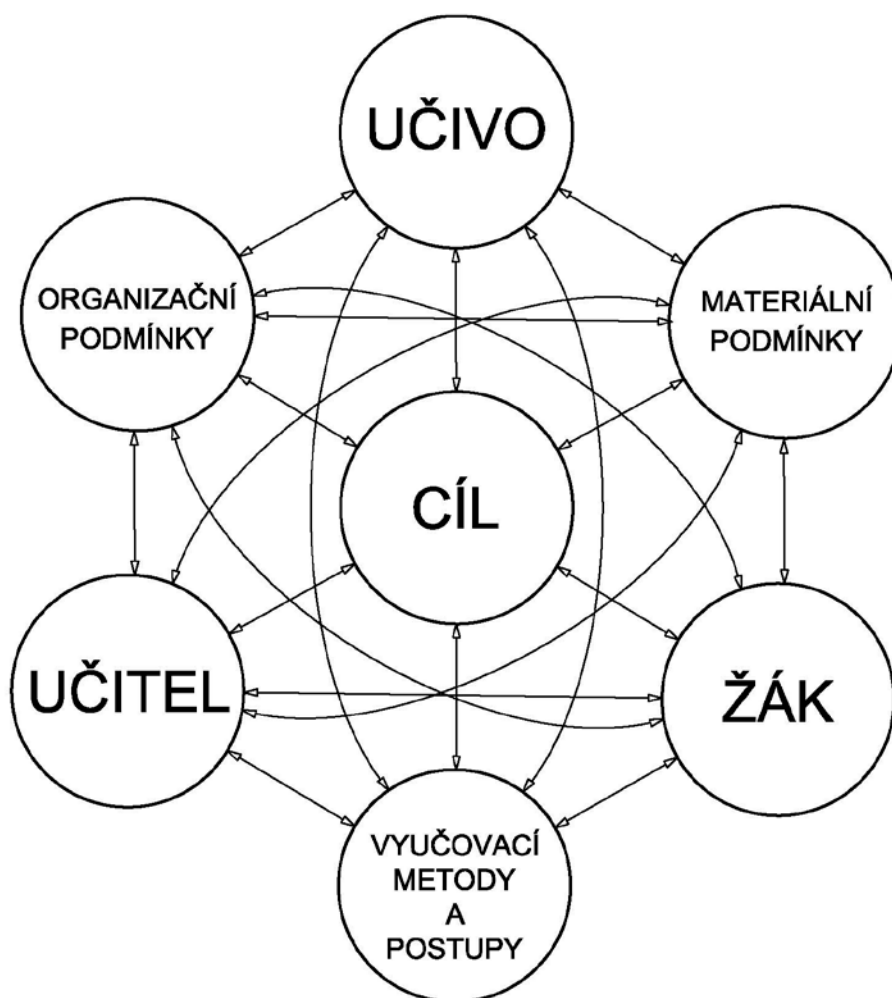 UČIVO
ORGANIZAČNÍ
PODMÍNKY
MATERIÁLNÍ
PODMÍNKY
CÍL
UČITEL
ŽÁK
VYUČOVACÍ
METODY
A
POSTUPY